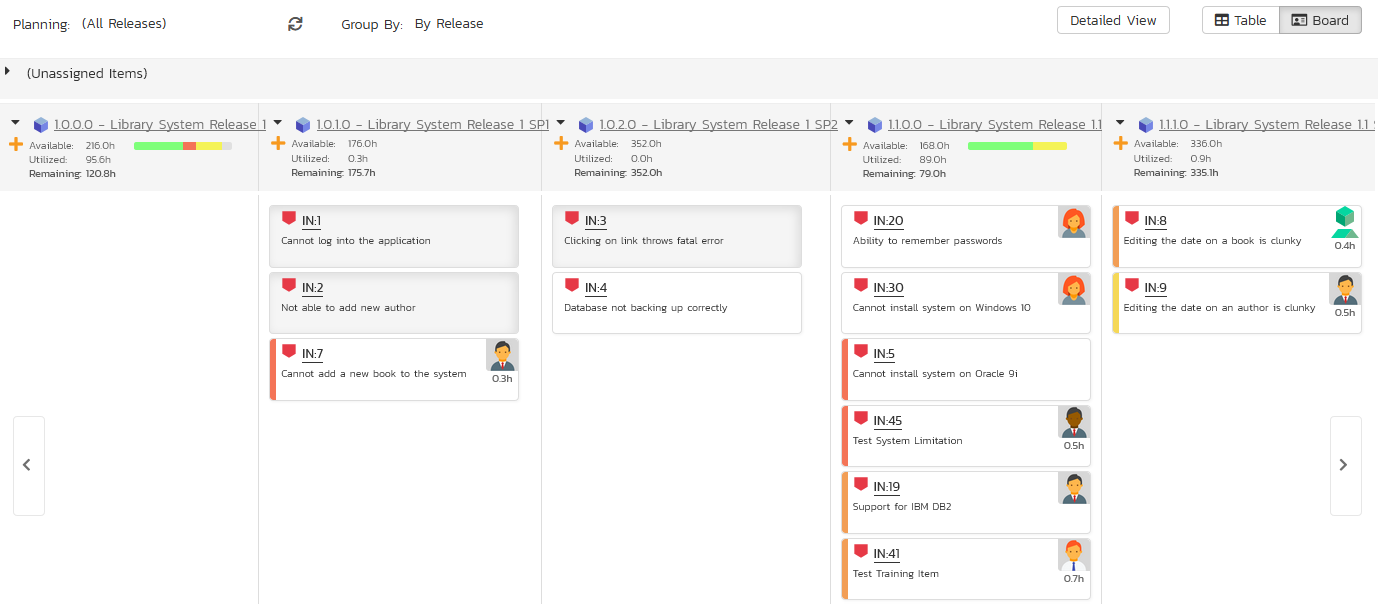 Planning: (All Releases) Group By: By Release Detailed View Table Board
(Unassigned Items)
1.0.0.0 - Library System Release 1
Available: 216.0h
Utilized: 95.6h
Remaining: 120.8h
1.0.1.0 - Library System Release 1 SP1
Available: 176.0h
Utilized: 0.3h
Remaining: 175.7h
IN:1
Cannot log into the application
IN:2
Not able to add new author
IN:7
Cannot add a new book to the system
0.3h
1.0.2.0 - Library System Release 1 SP2
Available: 352.0h
Utilized: 0.0h
Remaining: 352.0h
IN:3
Clicking on link throws fatal error
IN:4
Database not backing up correctly
1.1.0.0 - Library System Release 1.1
Available: 168.0h
Utilized: 89.0h
Remaining: 79.0h
IN:20
Ability to remember passwords
IN:30
Cannot install system on Windows 10
IN:5
Cannot install system on Oracle 9i
IN:45
Test System Limitation
0.5h
IN:19
Support for IBM DB2
IN:41
Test Training Item
0.7h
1.1.1.0 - Library System Release 1.1
Available: 336.0h
Utilized: 0.9h
Remaining: 335.1h
IN:8
Editing the date on a book is clunky
0.4h
IN:9
Editing the date on an author is clunky
0.5h